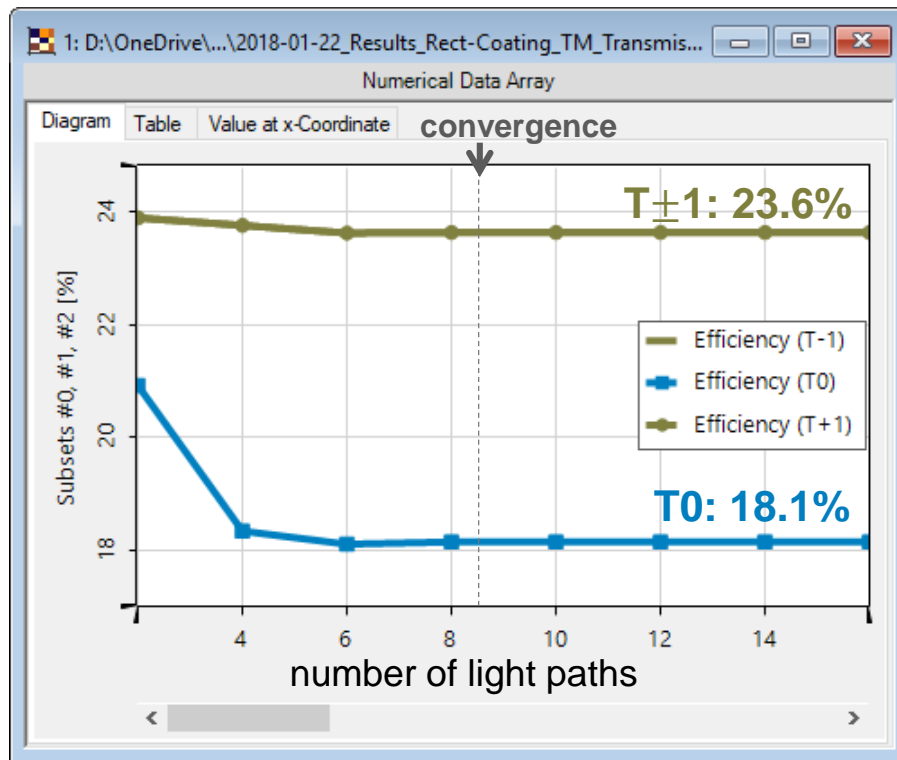 1: D:\OneDrive\...\2018-01-22_Results_Rect-Coating_TM_Transmis...
Numerical Data Array
Diagram Table Value at x-Coordinate
convergence
T±1: 23.6%
24
22
20
18
Subsets #0, #1, #2 [%]
Efficiency (T-1)
Efficiency (T0)
Efficiency (T+1)
T0: 18.1%
4 6 8 10 12 14
number of light paths